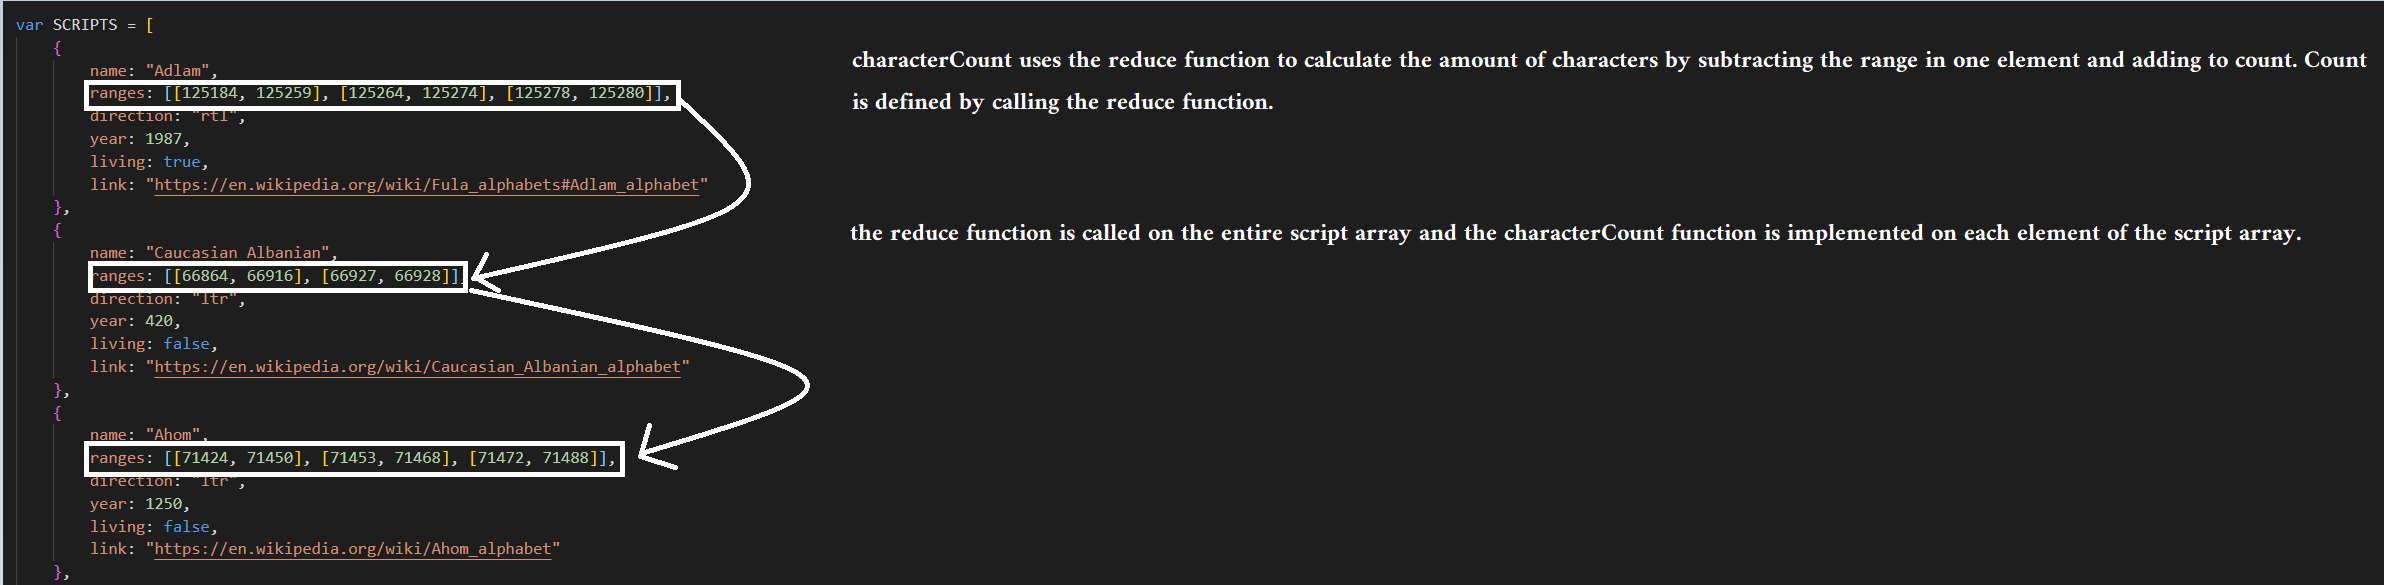 var SCRIPTS = [
{
name: "Adlam",
ranges: [[125184, 125259], [125264, 125274], [125278, 125280]],
direction: "rtl",
year: 1987,
living: true,
link: "https://en.wikipedia.org/wiki/Fula_alphabets#Adlam_alphabet"
},
{
name: "Caucasian Albanian",
ranges: [[66864, 66916], [66927, 66928]]
direction: "ltr",
year: 420,
living: false,
link: "https://en.wikipedia.org/wiki/Caucasian_Albanian_alphabet"
},
{
name: "Ahom",
ranges: [[71424, 71450], [71453, 71468], [71472, 71488]],
direction: "ltr",
year: 1250,
living: false,
link: "https://en.wikipedia.org/wiki/Ahom_alphabet"
},
characterCount uses the reduce function to calculate the amount of characters by subtracting the range in one element and adding to count. Count
is defined by calling the reduce function.
the reduce function is called on the entire script array and the characterCount function is implemented on each element of the script array.